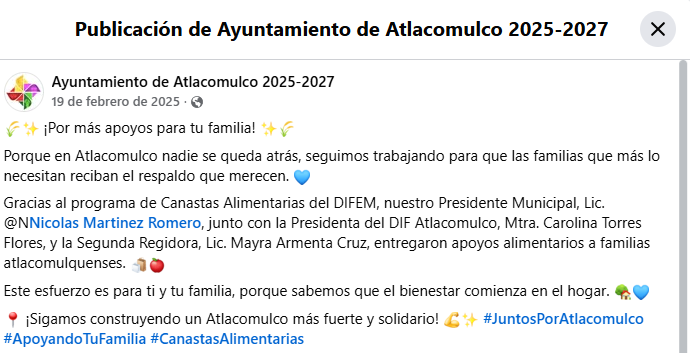 Publicación de Ayuntamiento de Atlacomulco 2025-2027
Ayuntamiento de Atlacomulco 2025-2027
19 de febrero de 2025 ·
🌾✨ ¡Por más apoyos para tu familia! ✨🌾
Porque en Atlacomulco nadie se queda atrás, seguimos trabajando para que las familias que más lo
necesitan reciban el respaldo que merecen. 💙
Gracias al programa de Canastas Alimentarias del DIFEM, nuestro Presidente Municipal, Lic.
@NNicolas Martinez Romero, junto con la Presidenta del DIF Atlacomulco, Mtra. Carolina Torres
Flores, y la Segunda Regidora, Lic. Mayra Armenta Cruz, entregaron apoyos alimentarios a familias
atlacomulquenses. 🥛🍎
Este esfuerzo es para ti y tu familia, porque sabemos que el bienestar comienza en el hogar. 🏡💙
📍 ¡Sigamos construyendo un Atlacomulco más fuerte y solidario! 💪✨ #JuntosPorAtlacomulco
#ApoyandoTuFamilia #CanastasAlimentarias